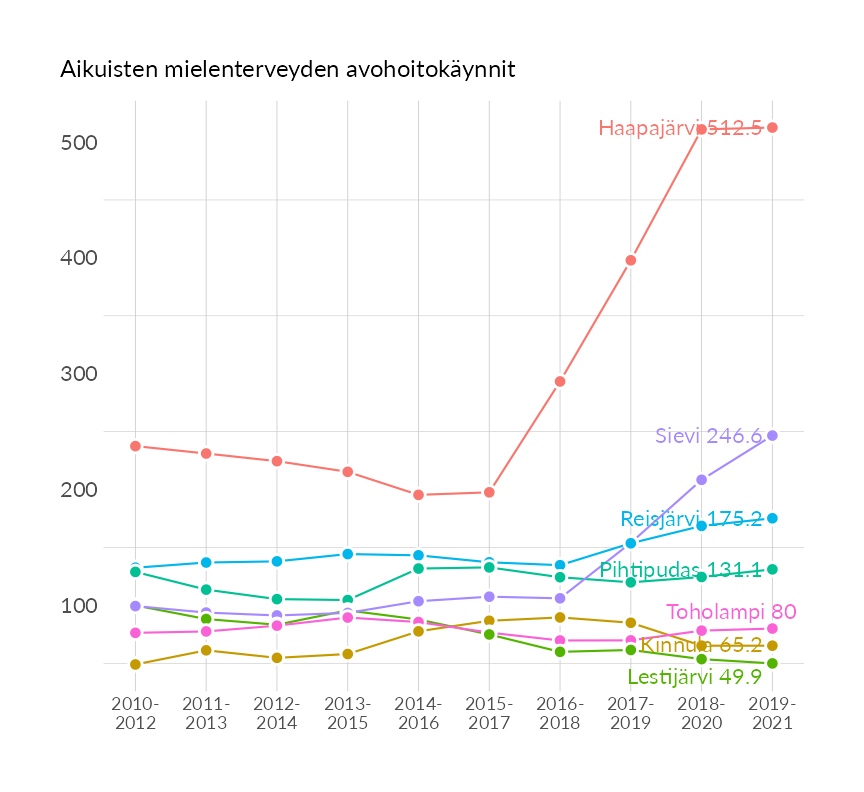 Aikuisten mielenterveyden avohoitokäynnit
500
Haapajärvi 512.5
400
300
Sievi 246.6
200
Reisjärvi 175.2
Pihtipudas 131.1
100
Toholampi 80
Kinnula 65.2
Lestijärvi 49.9
2010- 2011- 2012- 2013- 2014- 2015- 2016- 2017- 2018- 2019-
2012 2013 2014 2015 2016 2017 2018 2019 2020 2021